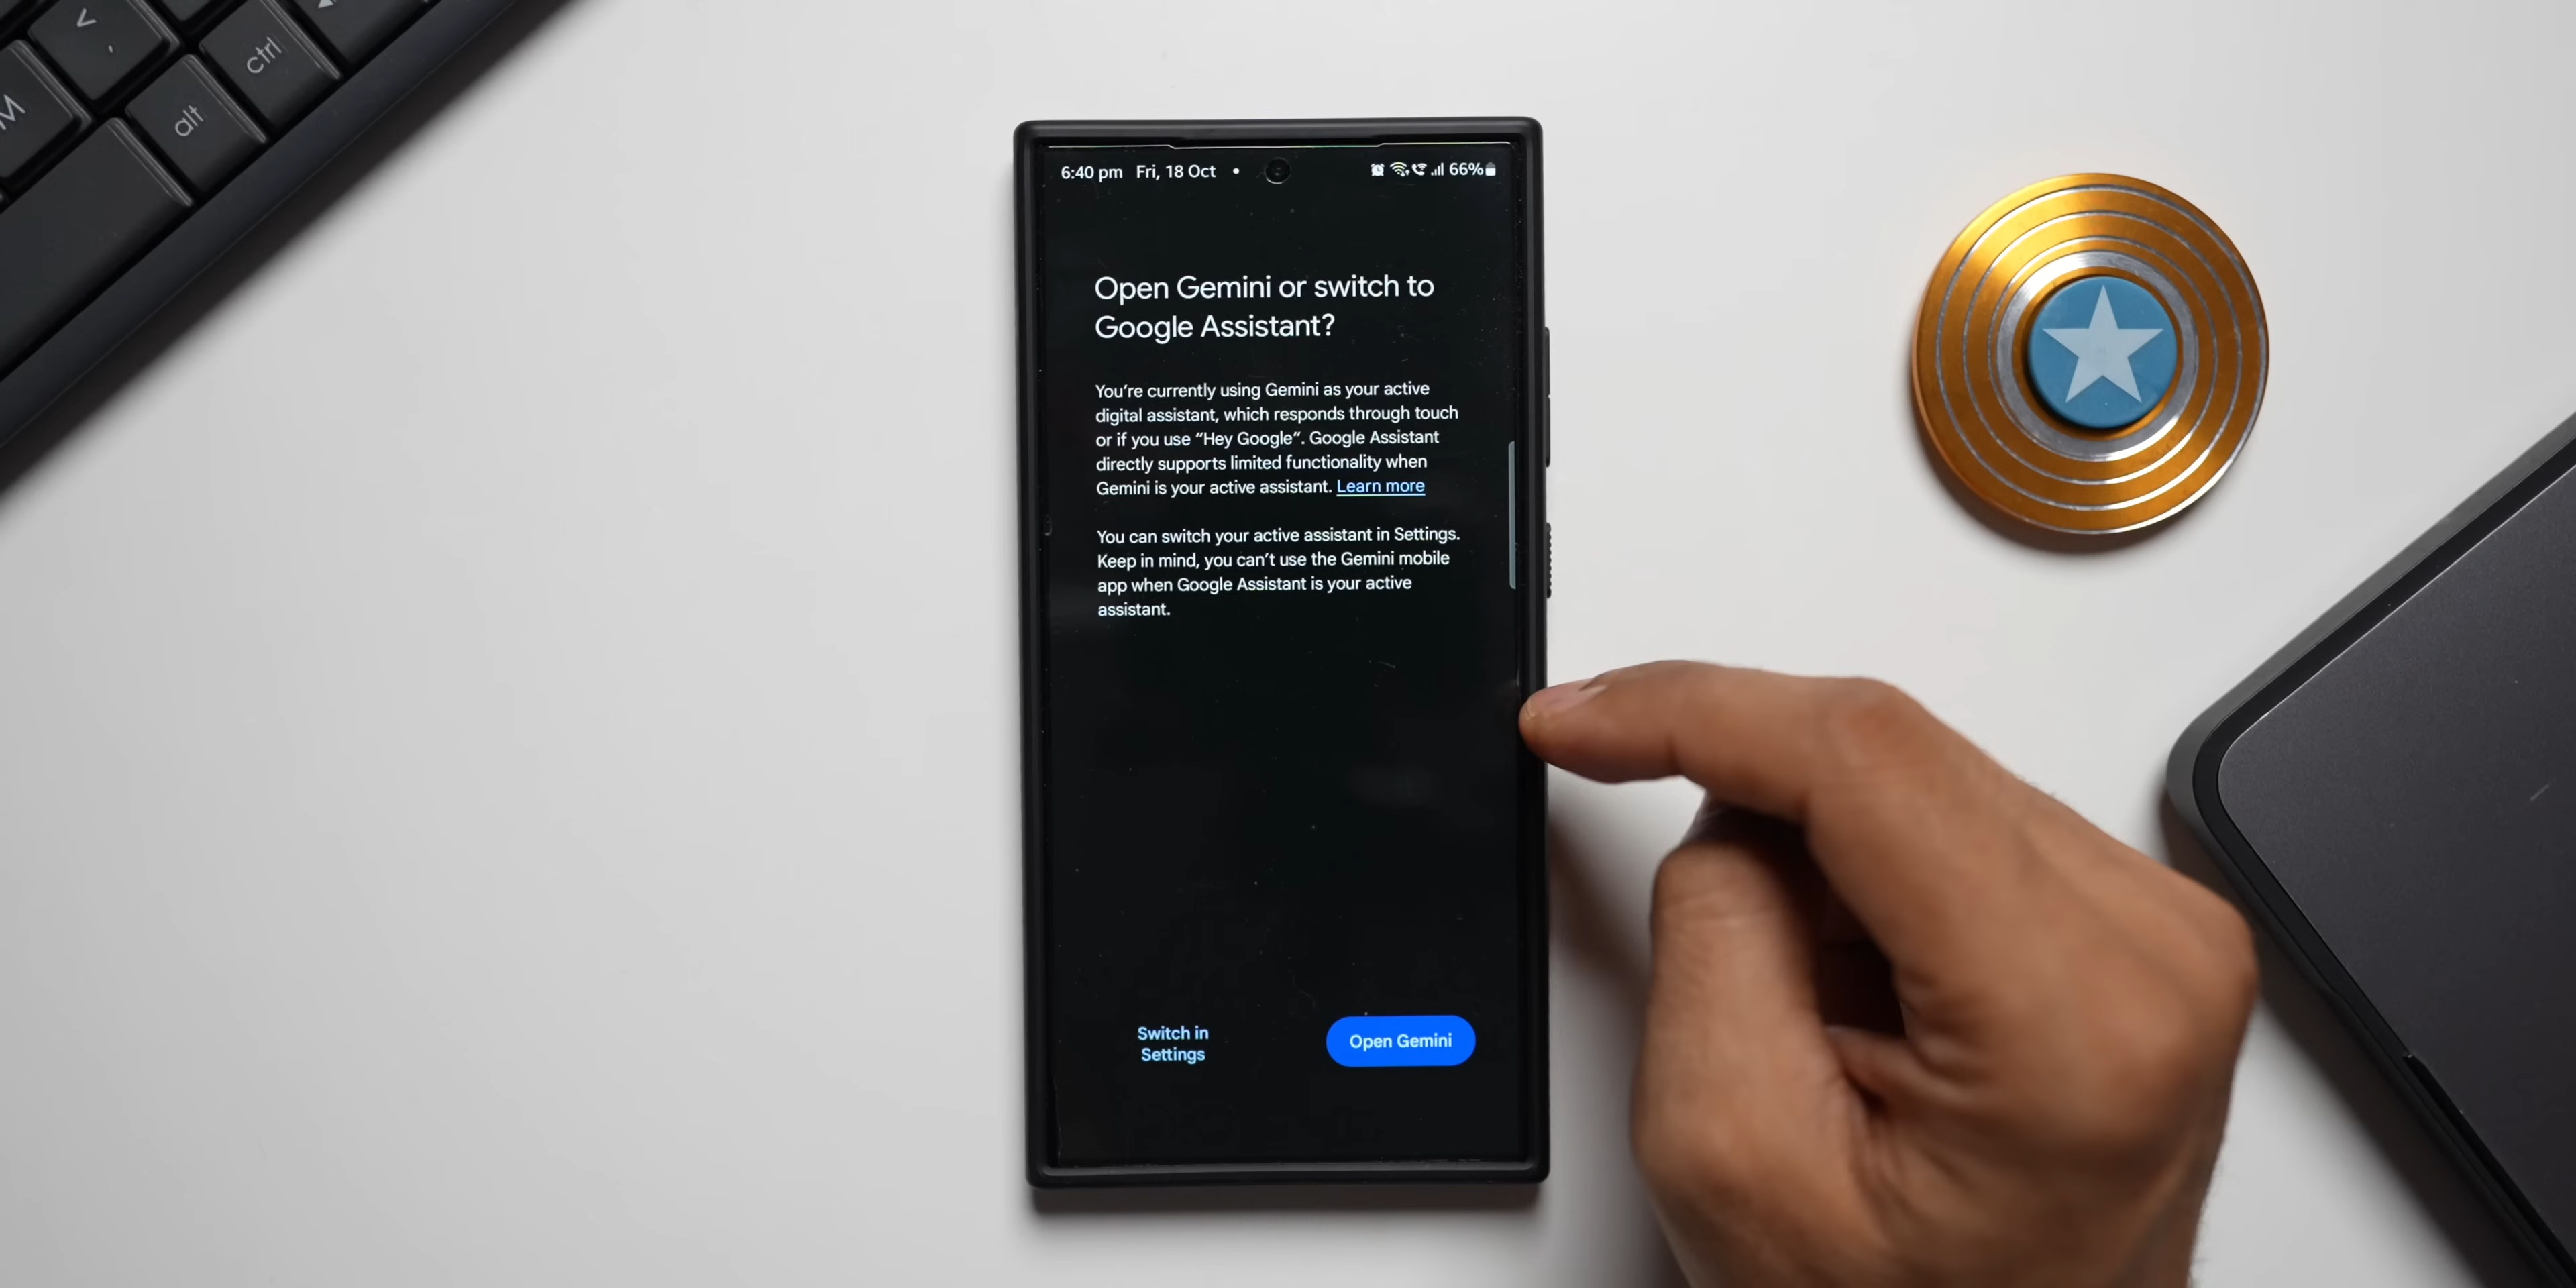 M
<
,
alt
ctrl
6:40 pm Fri, 18 Oct • 66%
Open Gemini or switch to
Google Assistant?
You're currently using Gemini as your active
digital assistant, which responds through touch
or if you use “Hey Google“. Google Assistant
directly supports limited functionality when
Gemini is your active assistant. Learn more
You can switch your active assistant in Settings.
Keep in mind, you can't use the Gemini mobile
app when Google Assistant is your active
assistant.
Switch in
Settings
Open Gemini